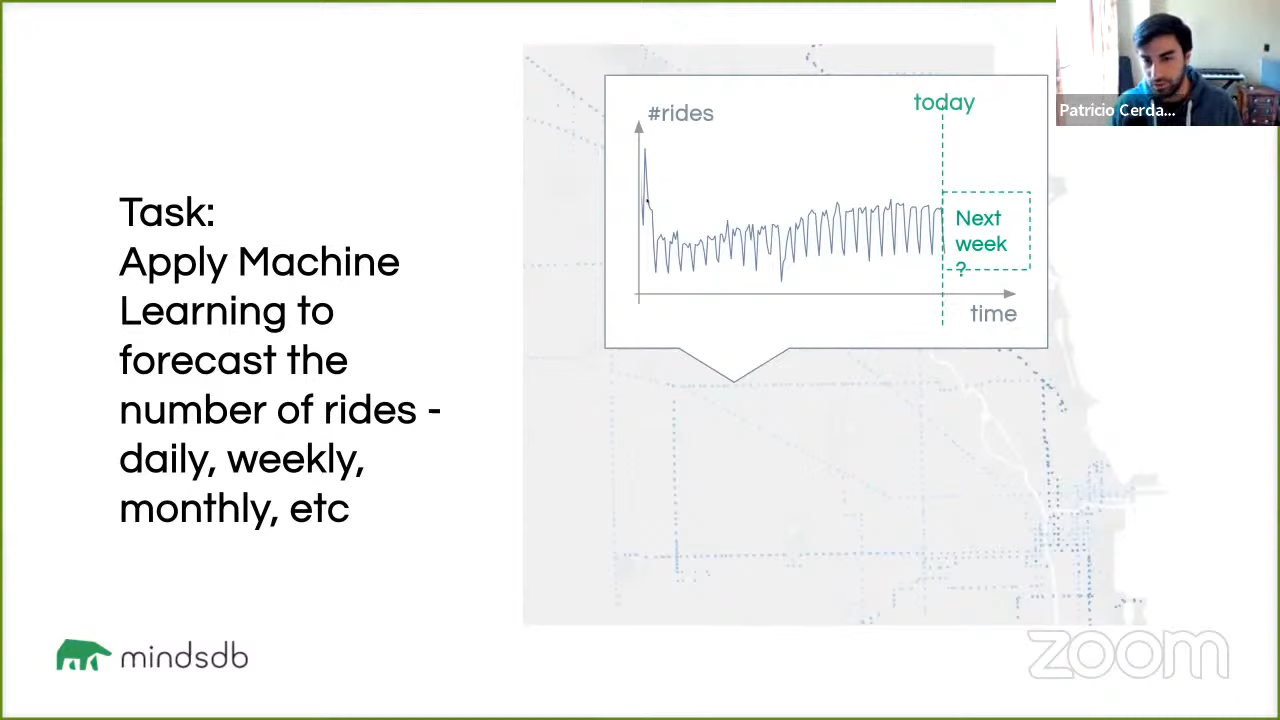 Task:
Apply Machine
Learning to
forecast the
number of rides -
daily, weekly,
monthly, etc
#rides
today
Next
week
?
time
Patricio Cerda...
mindsdb
zoom